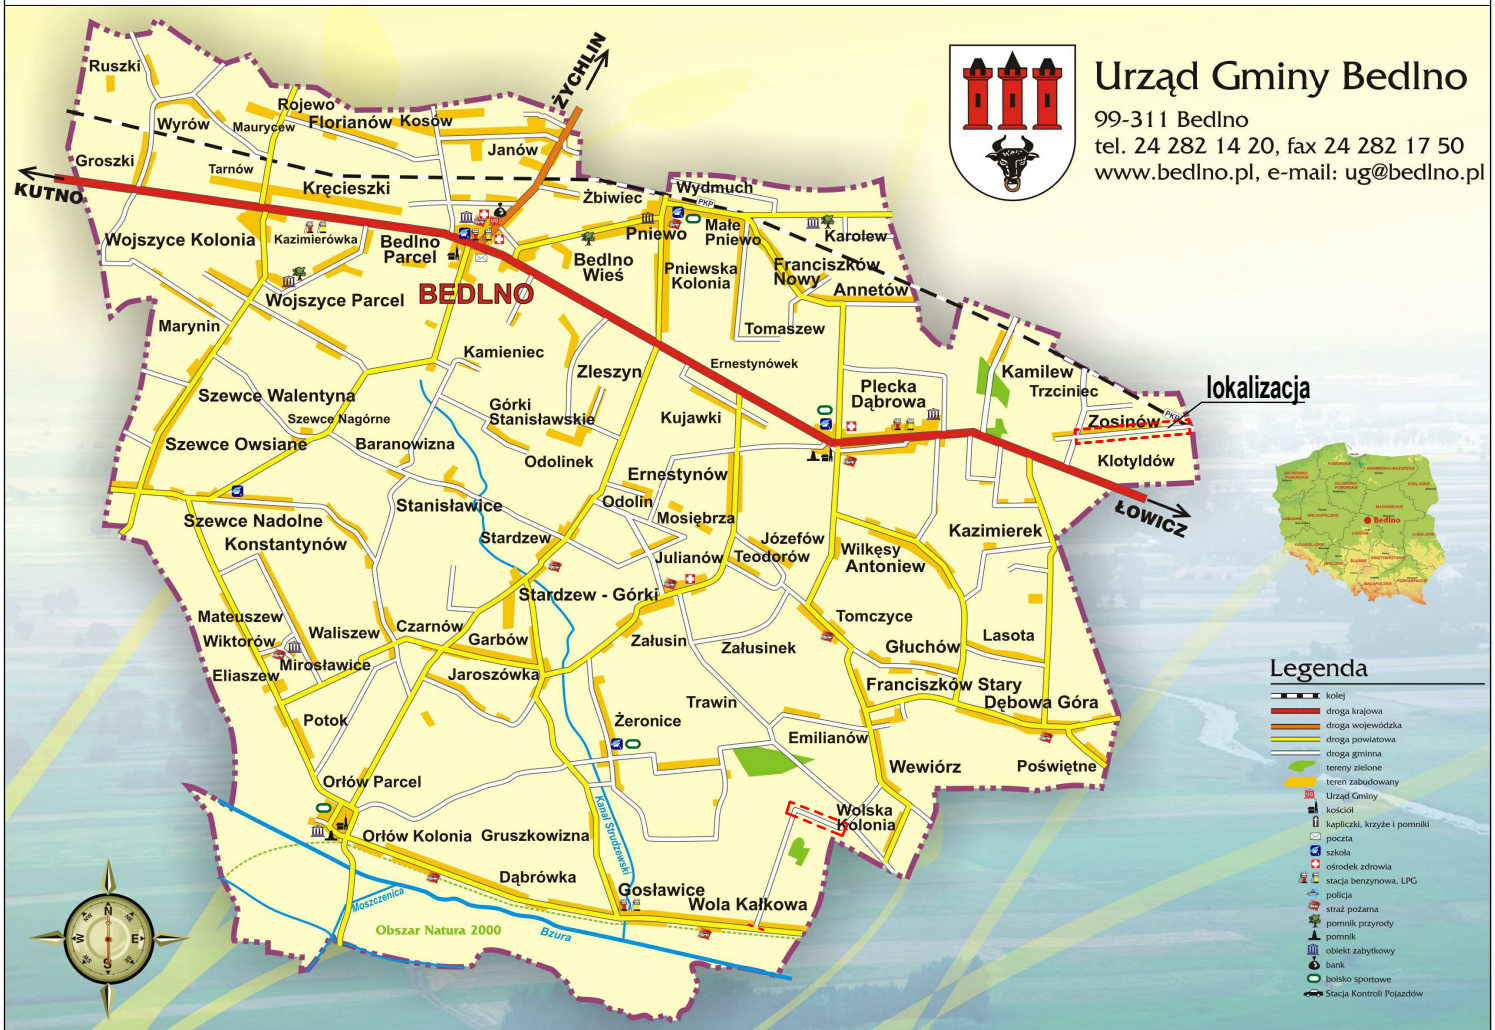 Urząd Gminy Bedlno
99-311 Bedlno
tel. 24 282 14 20, fax 24 282 17 50
www.bedlno.pl, e-mail: ug@bedlno.pl
ŻYCHLIN
Ruszki
Rojewo
Wyrów
Maurycew
Florianów
Kosów
Janów
Groszki
Tarnów
KUTNO
Kręcieszki
Żbiwiec
Wydmuch
PKP
Wojszyce Kolonia
Kazimierówka
Bedlno
Parcel
Pniewo
Małe
Pniewo
Karolew
Bedlno
Wieś
Pniewska
Kolonia
Franciszków
Nowy
Annetów
BEDLNO
Wojszyce Parcel
Marynin
Tomaszew
Kamieniec
Zleszyn
Ernestynówek
Kamilew
Trzciniec
Plecka
Dąbrowa
lokalizacja
Szewce Walentyna
Górki
Stanisławskie
Szewce Nagórne
Kujawki
PKP
Zosinów
Szewce Owsiane
Baranowizna
Odolinek
Klotyldów
Ernestynów
Stanisławice
Odolin
Mosiębrza
ŁOWICZ
Szewce Nadolne
Konstantynów
Stardzew
Józefów
Julianów
Teodorów
Wilkęsy
Antoniew
Kazimierek
Stardzew - Górki
Mateuszew
Wiktorów
Waliszew
Czarnów
Garbów
Załusin
Załusinek
Tomczyce
Głuchów
Lasota
Eliaszew
Mirosławice
Jaroszówka
Franciszków Stary
Dębowa Góra
Potok
Trawin
Żeronice
Emilianów
Wewiórz
Poświętne
Orłów Parcel
Wolska
Kolonia
Orłów Kolonia
Gruszkowizna
Kanał Strudzewski
Dąbrówka
Gosławice
Wola Kałkowa
Moszczenica
Obszar Natura 2000
Bzura
N
NE
E
SE
S
SW
W
NW
Bedlno
Legenda
kolej
droga krajowa
droga wojewódzka
droga powiatowa
droga gminna
tereny zielone
teren zabudowany
Urząd Gminy
kościół
kapliczki, krzyże i pomniki
poczta
szkoła
ośrodek zdrowia
stacja benzynowa, LPG
policja
straż pożarna
pomnik przyrody
pomnik
obiekt zabytkowy
bank
boisko sportowe
Stacja Kontroli Pojazdów